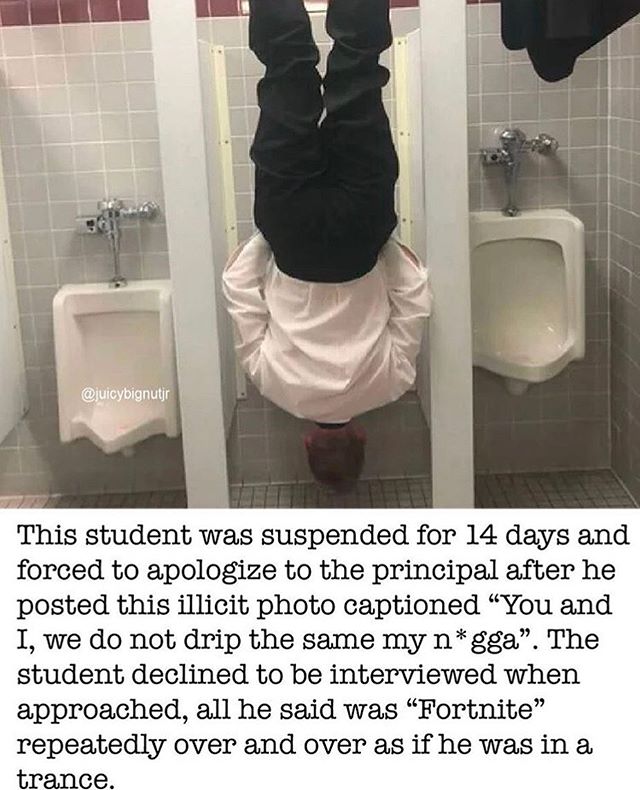 @juicybignutjr
This student was suspended for 14 days and
forced to apologize to the principal after he
posted this illicit photo captioned “You and
I, we do not drip the same my n*gga”. The
student declined to be interviewed when
approached, all he said was “Fortnite”
repeatedly over and over as if he was in a
trance.